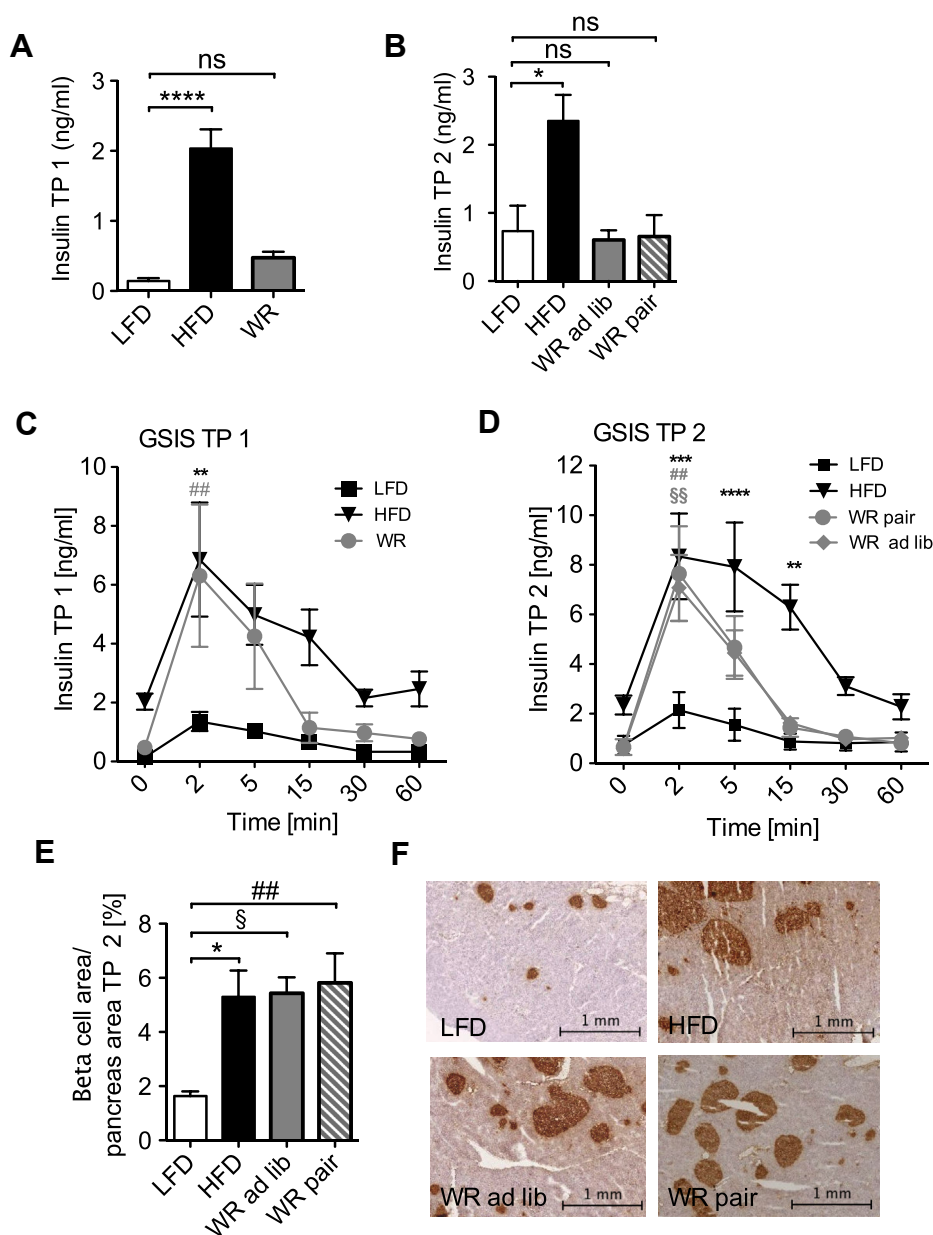 A
ns
****
Insulin TP 1 (ng/ml)
3
2
1
0
LFD
HFD
WR
B
ns
ns
*
Insulin TP 2 (ng/ml)
3
2
1
0
LFD
HFD
WR ad lib
WR pair
C
GSIS TP 1
Insulin TP 1 [ng/ml]
10
8
6
4
2
0
**
##
LFD
HFD
WR
0
2
5
15
30
60
Time [min]
D
GSIS TP 2
Insulin TP 2 [ng/ml]
12
10
8
6
4
2
0
***
##
§§
****
**
LFD
HFD
WR pair
WR ad lib
0
2
5
15
30
60
Time [min]
E
##
§
*
Beta cell area/
pancreas area TP 2 [%]
8
6
4
2
0
LFD
HFD
WR ad lib
WR pair
F
LFD
1 mm
HFD
1 mm
WR ad lib
1 mm
WR pair
1 mm